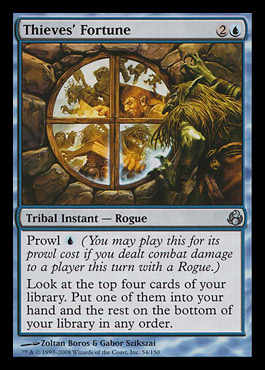 Thieves' Fortune 2
Tribal Instant — Rogue
Prowl (You may play this for its
prowl cost if you dealt combat damage
to a player this turn with a Rogue.)
Look at the top four cards of your
library. Put one of them into your
hand and the rest on the bottom of
your library in any order.
Zoltan Boros & Gabor Szikszai
™ & © 1993-2008 Wizards of the Coast, Inc. 54/150